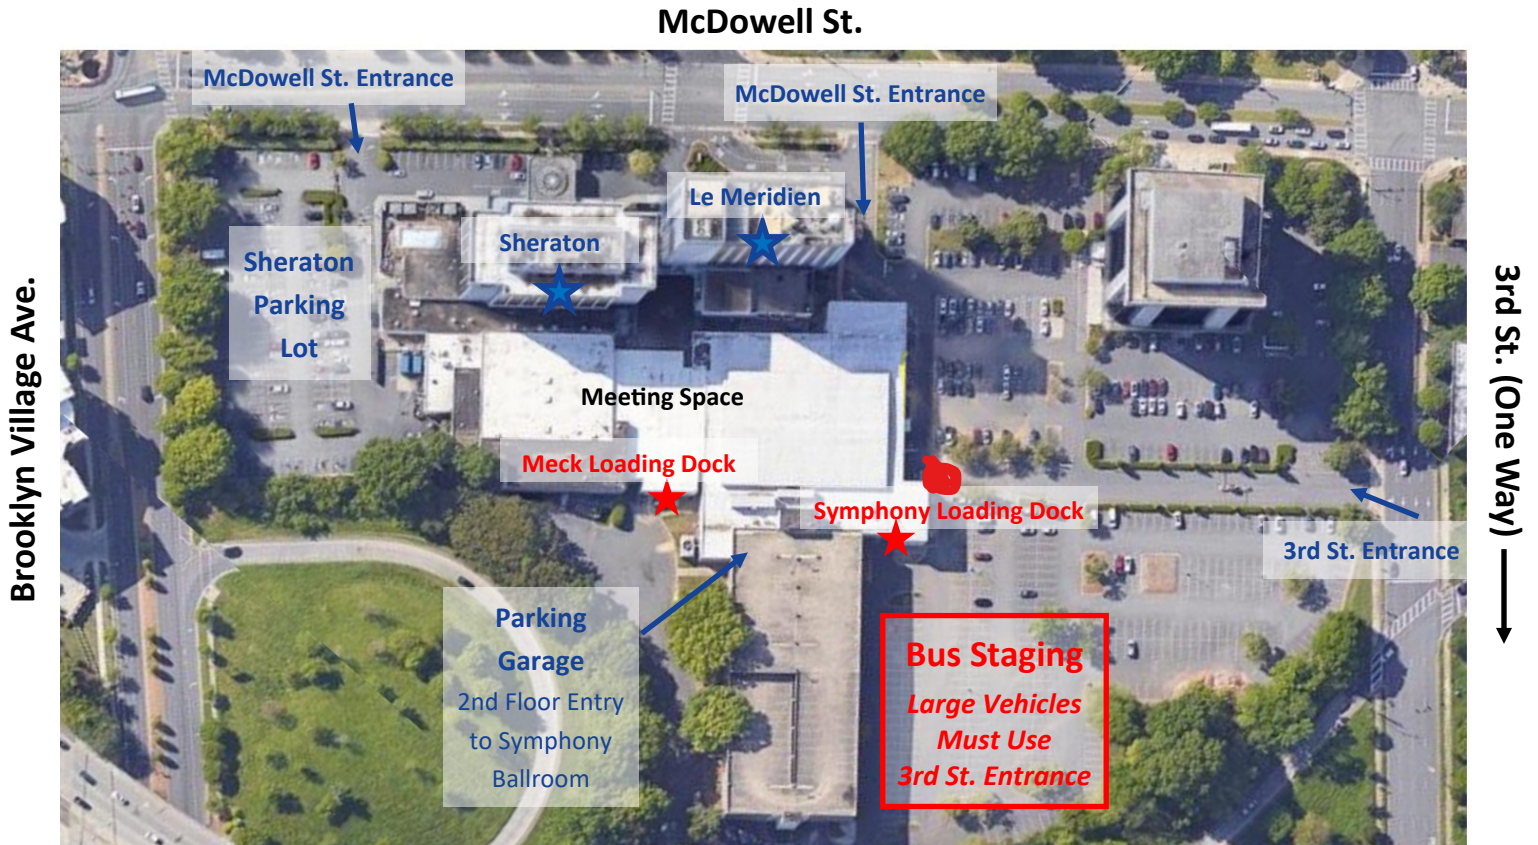 McDowell St.
McDowell St. Entrance
McDowell St. Entrance
Le Meridien
Sheraton
Sheraton
Parking
Lot
Brooklyn Village Ave.
3rd St. (One Way)
Meeting Space
Meck Loading Dock
Symphony Loading Dock
3rd St. Entrance
Parking
Garage
2nd Floor Entry
to Symphony
Ballroom
Bus Staging
Large Vehicles
Must Use
3rd St. Entrance